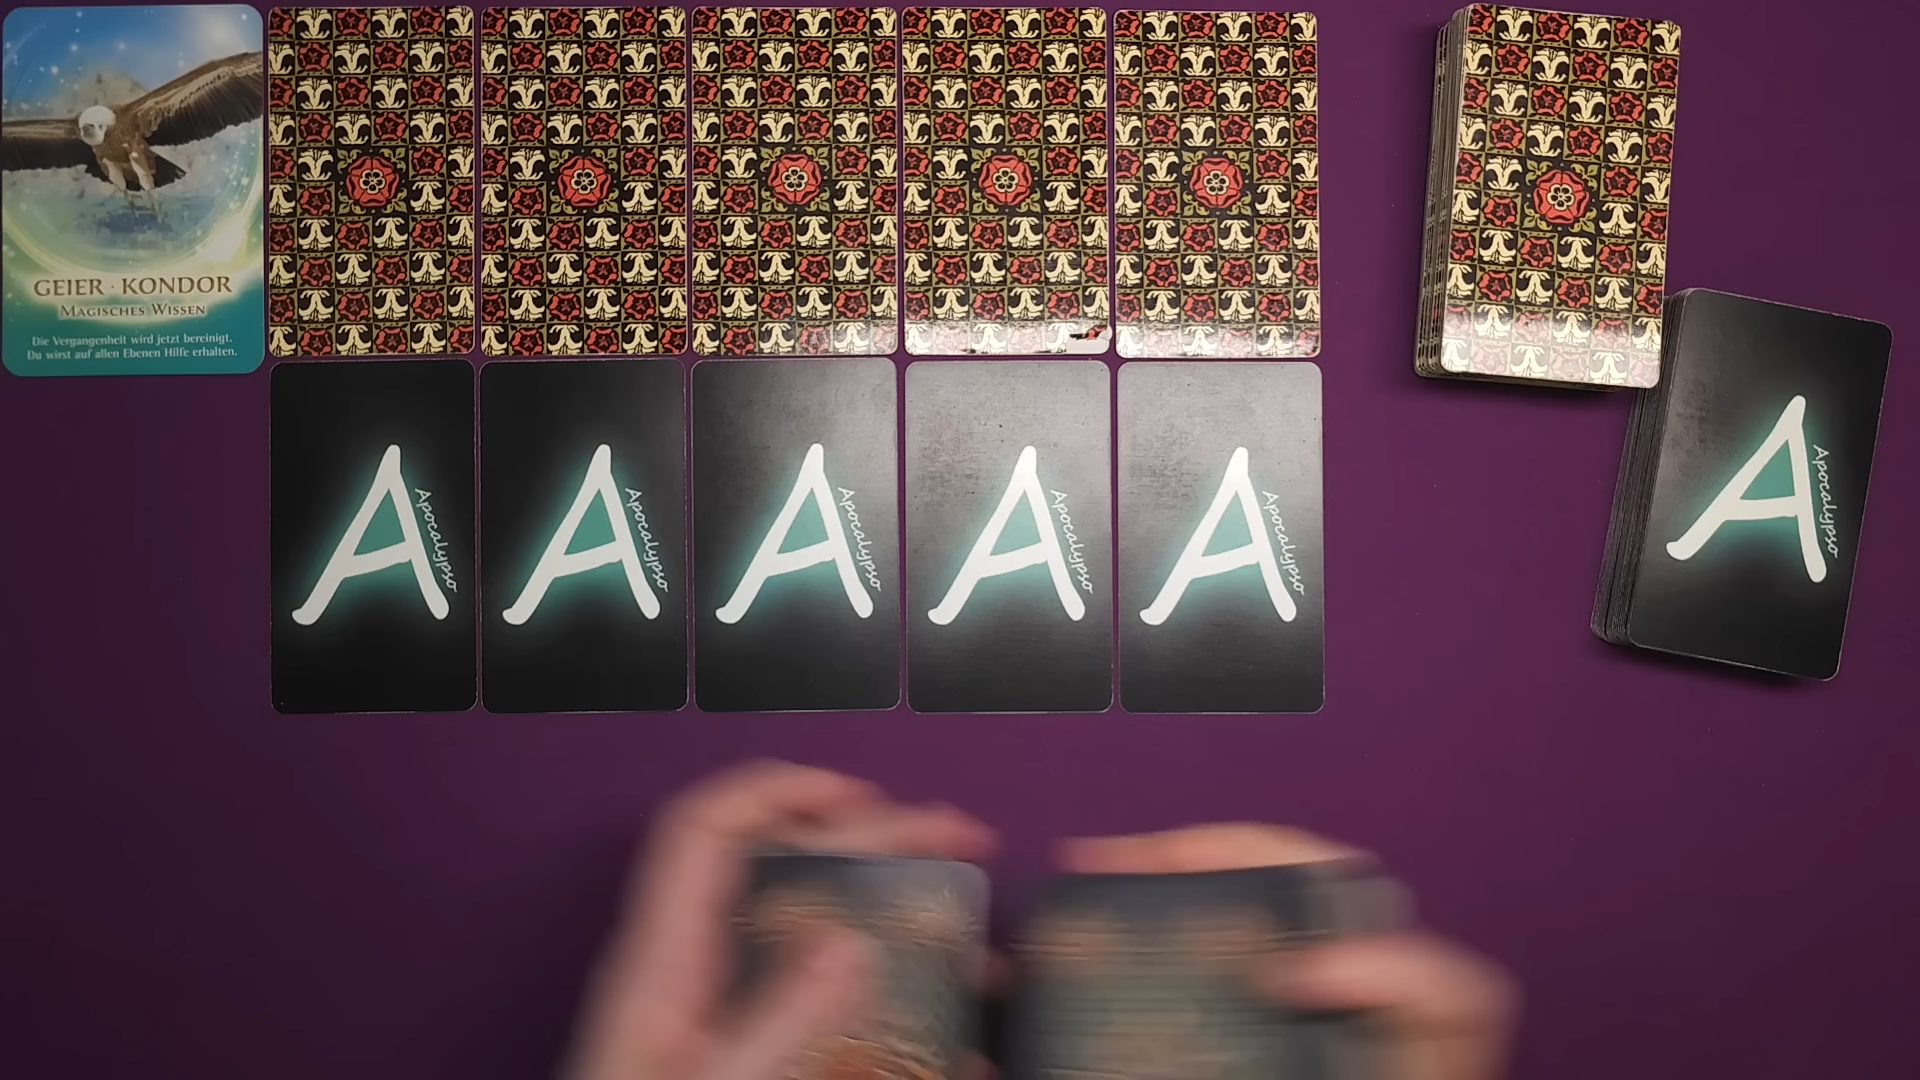 GEIER · KONDOR
MAGISCHES WISSEN
Die Vergangenheit wird jetzt bereinigt.
Du wirst auf allen Ebenen Hilfe erhalten.
A Apocalypso
A Apocalypso
A Apocalypso
A Apocalypso
A Apocalypso
A Apocalypso